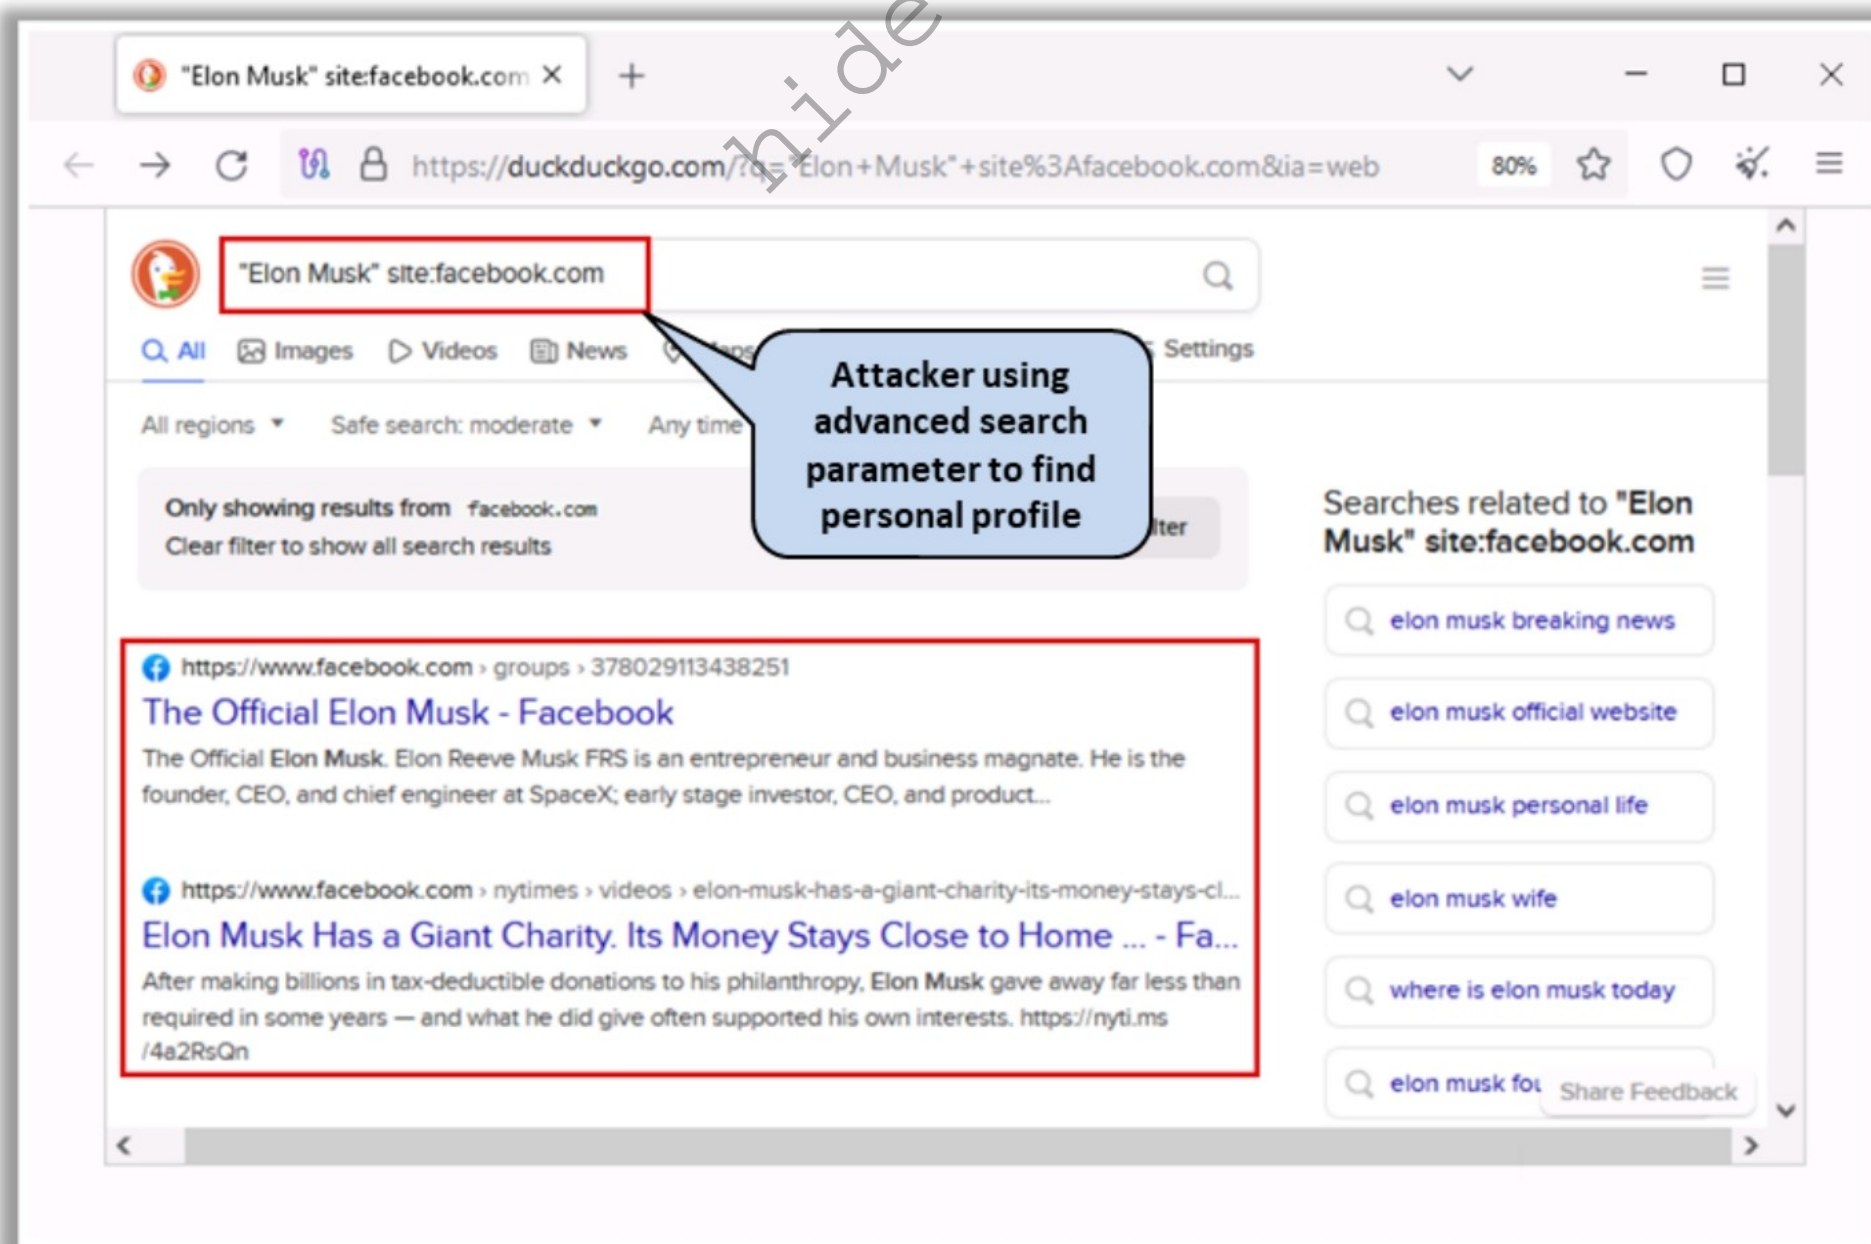 "Elon Musk" site:facebook.com
hide
https://duckduckgo.com/?q="Elon+Musk"+site%3Afacebook.com&ia=web
80%
"Elon Musk" site:facebook.com
All Images Videos News
Settings
All regions Safe search: moderate Any time
Attacker using
advanced search
parameter to find
personal profile
Only showing results from facebook.com
Clear filter to show all search results
https://www.facebook.com › groups › 378029113438251
The Official Elon Musk - Facebook
The Official Elon Musk. Elon Reeve Musk FRS is an entrepreneur and business magnate. He is the
founder, CEO, and chief engineer at SpaceX; early stage investor, CEO, and product...
https://www.facebook.com › nytimes › videos › elon-musk-has-a-giant-charity-its-money-stays-cl...
Elon Musk Has a Giant Charity. Its Money Stays Close to Home ... - Fa...
After making billions in tax-deductible donations to his philanthropy, Elon Musk gave away far less than
required in some years — and what he did give often supported his own interests. https://nyti.ms
/4a2RsQn
Searches related to "Elon
Musk" site:facebook.com
elon musk breaking news
elon musk official website
elon musk personal life
elon musk wife
where is elon musk today
elon musk fou
Share Feedback